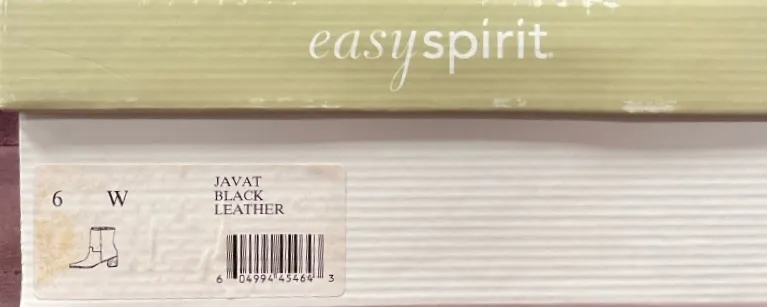 easyspirit
6 W
JAVAT
BLACK
LEATHER
6 04994 45464 3